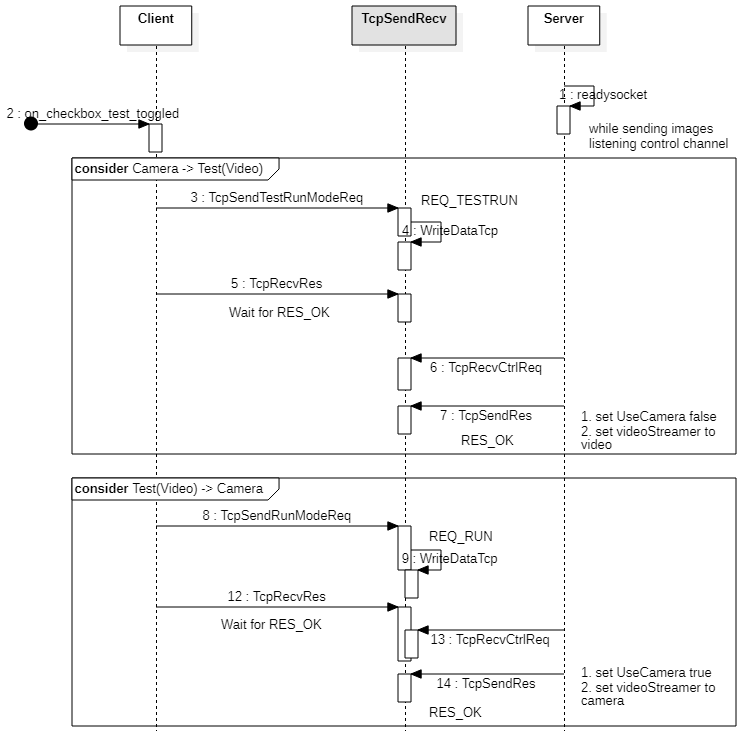 Client
TcpSendRecv
Server
1 : readysocket
2 : on_checkbox_test_toggled
while sending images
listening control channel
consider Camera -> Test(Video)
3 : TcpSendTestRunModeReq
REQ_TESTRUN
4 : WriteDataTcp
5 : TcpRecvRes
Wait for RES_OK
6 : TcpRecvCtrlReq
7 : TcpSendRes
RES_OK
1. set UseCamera false
2. set videoStreamer to
video
consider Test(Video) -> Camera
8 : TcpSendRunModeReq
REQ_RUN
9 : WriteDataTcp
12 : TcpRecvRes
Wait for RES_OK
13 : TcpRecvCtrlReq
14 : TcpSendRes
RES_OK
1. set UseCamera true
2. set videoStreamer to
camera